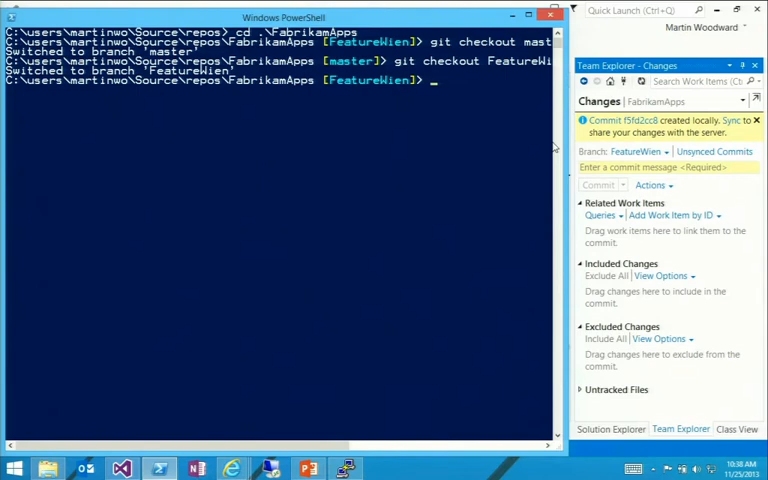 Windows PowerShell
C:\users\martinwo\Source\repos> cd .\FabrikamApps
C:\users\martinwo\Source\repos\FabrikamApps [FeatureWien]> git checkout mast
Switched to branch 'master'
C:\users\martinwo\Source\repos\FabrikamApps [master]> git checkout FeatureWi
Switched to branch 'FeatureWien'
C:\users\martinwo\Source\repos\FabrikamApps [FeatureWien]> _
Quick Launch (Ctrl+Q)
Martin Woodward
Team Explorer - Changes
Search Work Items (Ct
Changes | FabrikamApps
Commit f5fd2cc8 created locally. Sync to
share your changes with the server.
Branch: FeatureWien Unsynced Commits
Enter a commit message <Required>
Commit Actions
Related Work Items
Queries Add Work Item by ID
Drag work items here to link them to the
commit.
Included Changes
Exclude All View Options
Drag changes here to include in the
commit.
Excluded Changes
Include All View Options
Drag changes here to exclude from the
commit.
Untracked Files
Solution Explorer Team Explorer Class View
10:38 AM
11/25/2013